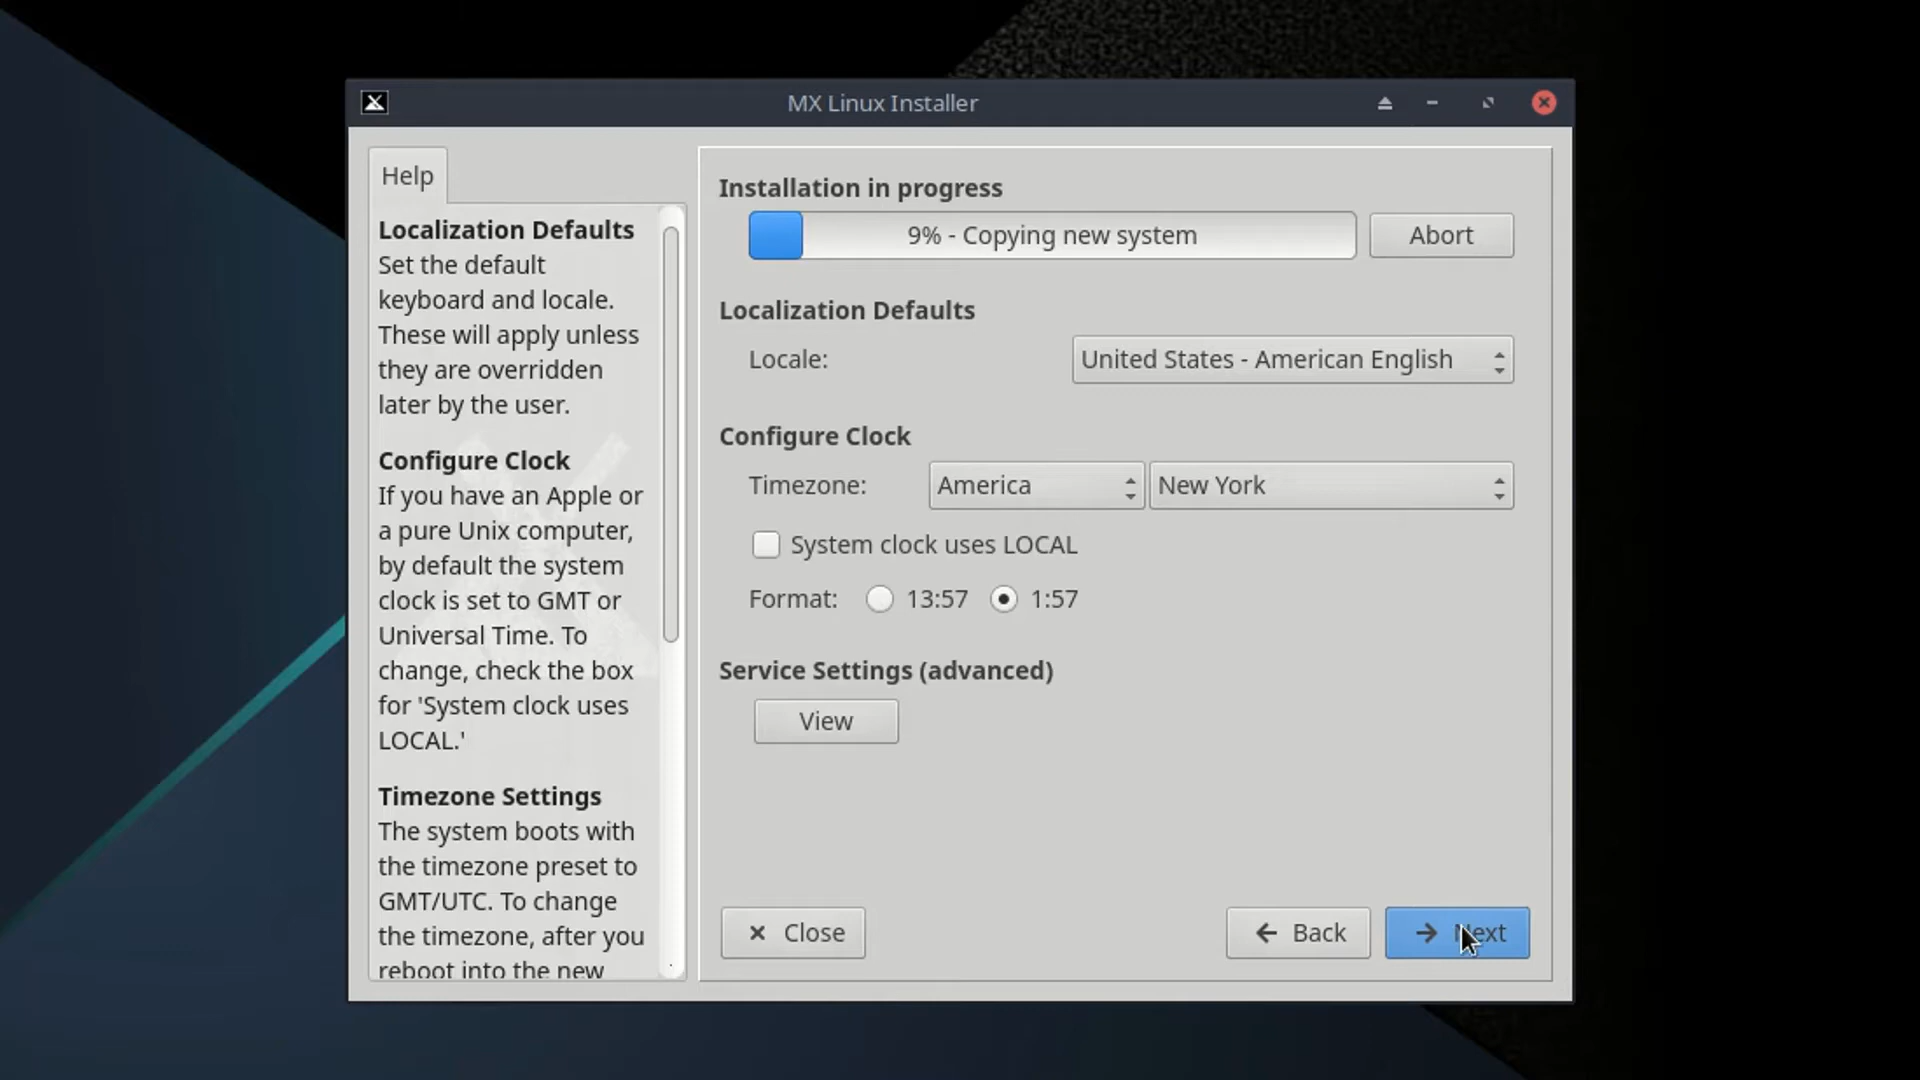 MX Linux Installer
Help
Localization Defaults
Set the default
keyboard and locale.
These will apply unless
they are overridden
later by the user.
Configure Clock
If you have an Apple or
a pure Unix computer,
by default the system
clock is set to GMT or
Universal Time. To
change, check the box
for 'System clock uses
LOCAL.'
Timezone Settings
The system boots with
the timezone preset to
GMT/UTC. To change
the timezone, after you
reboot into the new
Installation in progress
9% - Copying new system
Abort
Localization Defaults
Locale: United States - American English
Configure Clock
Timezone: America New York
System clock uses LOCAL
Format: 13:57 1:57
Service Settings (advanced)
View
Close Back Next